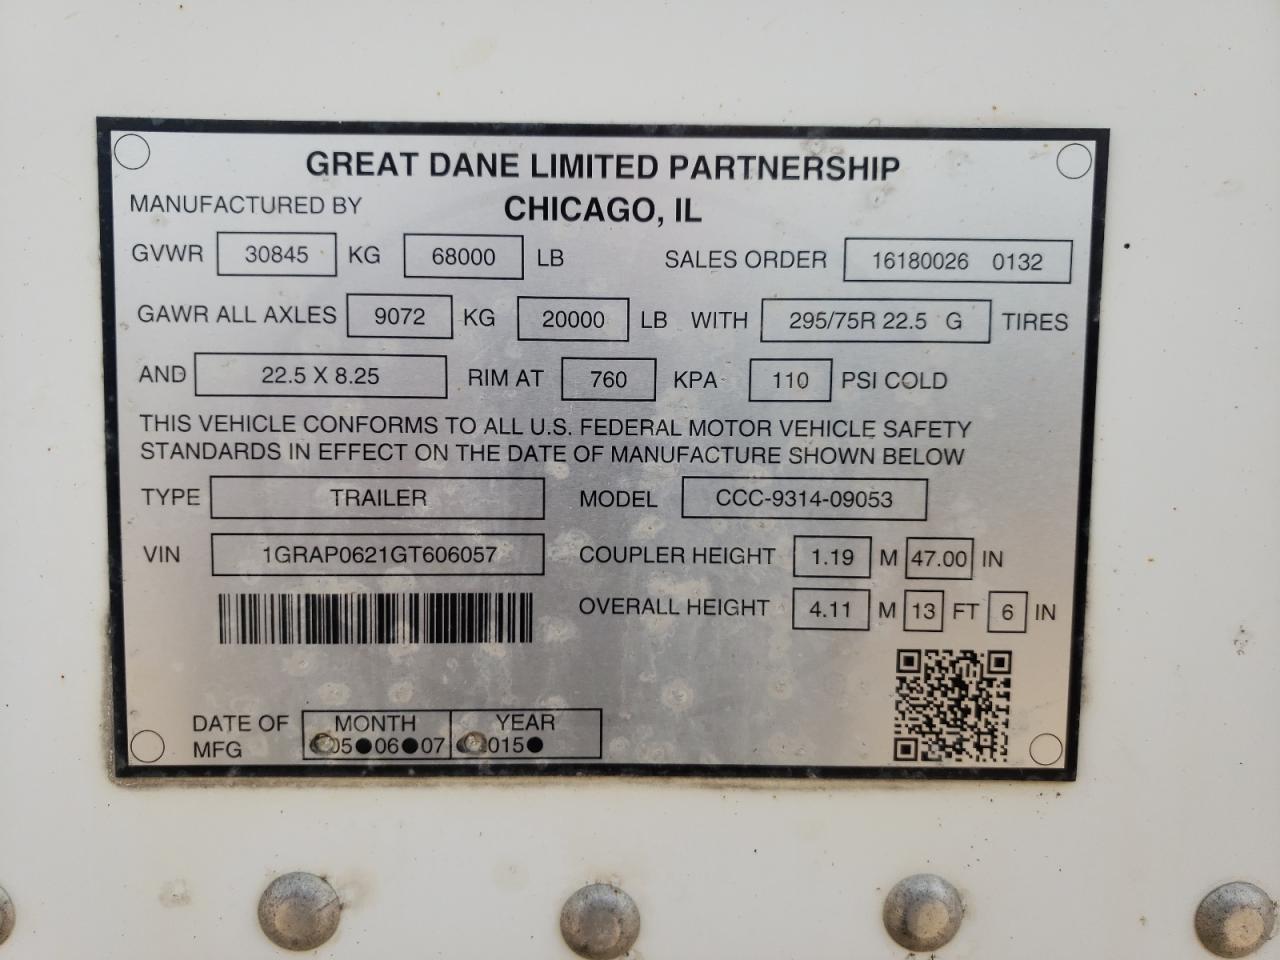 GREAT DANE LIMITED PARTNERSHIP
MANUFACTURED BY CHICAGO, IL
GVWR 30845 KG 68000 LB SALES ORDER 16180026 0132
GAWR ALL AXLES 9072 KG 20000 LB WITH 295/75R 22.5 G TIRES
AND 22.5 X 8.25 RIM AT 760 KPA 110 PSI COLD
THIS VEHICLE CONFORMS TO ALL U.S. FEDERAL MOTOR VEHICLE SAFETY
STANDARDS IN EFFECT ON THE DATE OF MANUFACTURE SHOWN BELOW
TYPE TRAILER MODEL CCC-9314-09053
VIN 1GRAP0621GT606057 COUPLER HEIGHT 1.19 M 47.00 IN
OVERALL HEIGHT 4.11 M 13 FT 6 IN
DATE OF MONTH YEAR
MFG 05●06●07 015●